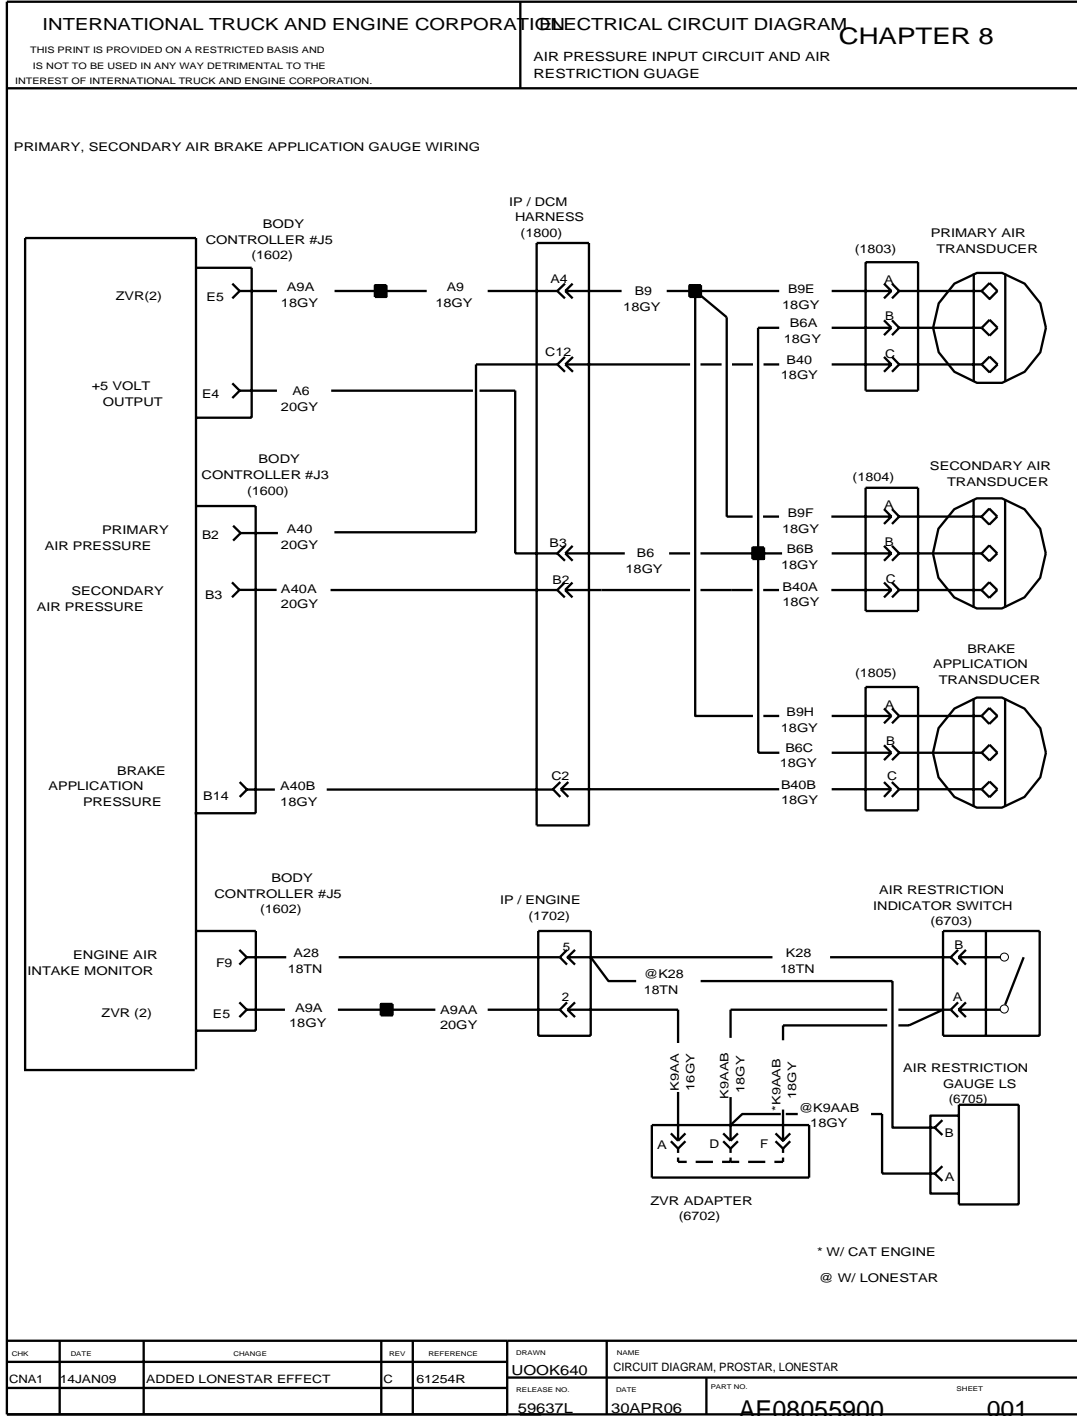 INTERNATIONAL TRUCK AND ENGINE CORPORATION
THIS PRINT IS PROVIDED ON A RESTRICTED BASIS AND
IS NOT TO BE USED IN ANY WAY DETRIMENTAL TO THE
INTEREST OF INTERNATIONAL TRUCK AND ENGINE CORPORATION.
ELECTRICAL CIRCUIT DIAGRAM
AIR PRESSURE INPUT CIRCUIT AND AIR
RESTRICTION GUAGE
CHAPTER 8
PRIMARY, SECONDARY AIR BRAKE APPLICATION GAUGE WIRING
BODY
CONTROLLER #J5
(1602)
IP / DCM
HARNESS
(1800)
(1803)
PRIMARY AIR
TRANSDUCER
ZVR(2)
E5
A9A
18GY
A9
18GY
A4
B9
18GY
B9E
18GY
A
B6A
18GY
B
C12
B40
18GY
C
+5 VOLT
OUTPUT
E4
A6
20GY
BODY
CONTROLLER #J3
(1600)
(1804)
SECONDARY AIR
TRANSDUCER
PRIMARY
AIR PRESSURE
B2
A40
20GY
B9F
18GY
A
B3
B6
18GY
B6B
18GY
B
SECONDARY
AIR PRESSURE
B3
A40A
20GY
B2
B40A
18GY
C
(1805)
BRAKE
APPLICATION
TRANSDUCER
B9H
18GY
A
B6C
18GY
B
BRAKE
APPLICATION
PRESSURE
B14
A40B
18GY
C2
B40B
18GY
C
BODY
CONTROLLER #J5
(1602)
IP / ENGINE
(1702)
AIR RESTRICTION
INDICATOR SWITCH
(6703)
ENGINE AIR
INTAKE MONITOR
F9
A28
18TN
5
K28
18TN
B
@K28
18TN
ZVR (2)
E5
A9A
18GY
A9AA
20GY
2
A
K9AA
16GY
K9AAB
18GY
*K9AAB
18GY
AIR RESTRICTION
GAUGE LS
(6705)
@K9AAB
18GY
A
D
F
B
A
ZVR ADAPTER
(6702)
* W/ CAT ENGINE
@ W/ LONESTAR
CHK
DATE
CHANGE
REV
REFERENCE
DRAWN
NAME
CNA1
14JAN09
ADDED LONESTAR EFFECT
C
61254R
UOOK640
CIRCUIT DIAGRAM, PROSTAR, LONESTAR
RELEASE NO.
DATE
PART NO.
SHEET
59637L
30APR06
AE08055900
001